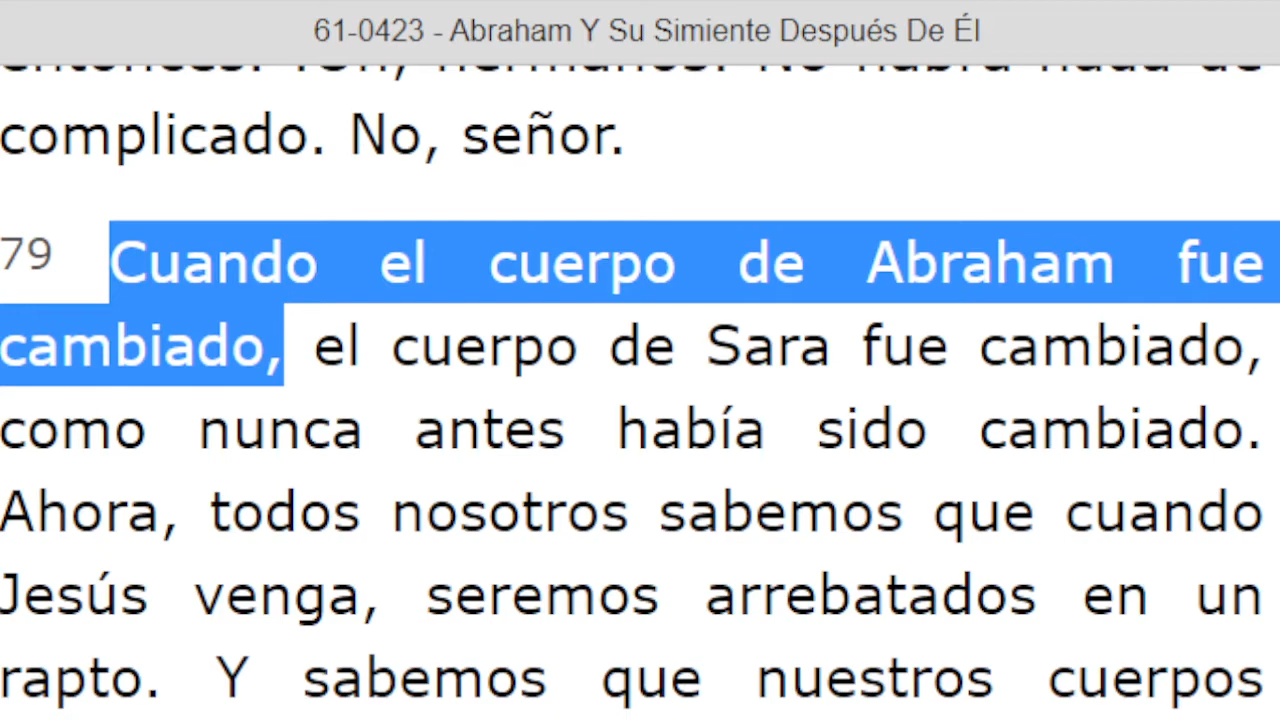 61-0423 - Abraham Y Su Simiente Después De Él
complicado. No, señor.
79 Cuando el cuerpo de Abraham fue
cambiado, el cuerpo de Sara fue cambiado,
como nunca antes había sido cambiado.
Ahora, todos nosotros sabemos que cuando
Jesús venga, seremos arrebatados en un
rapto. Y sabemos que nuestros cuerpos